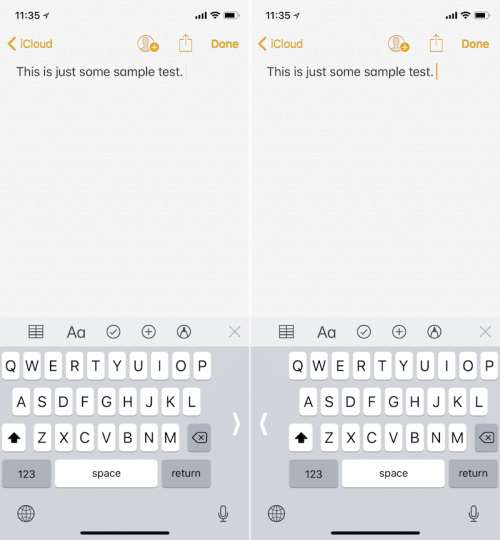 11:35
iCloud
Done
This is just some sample test.
Aa
Q W E R T Y U I O P
A S D F G H J K L
Z X C V B N M
123 space return
11:35
iCloud
Done
This is just some sample test.
Aa
Q W E R T Y U I O P
A S D F G H J K L
Z X C V B N M
123 space return